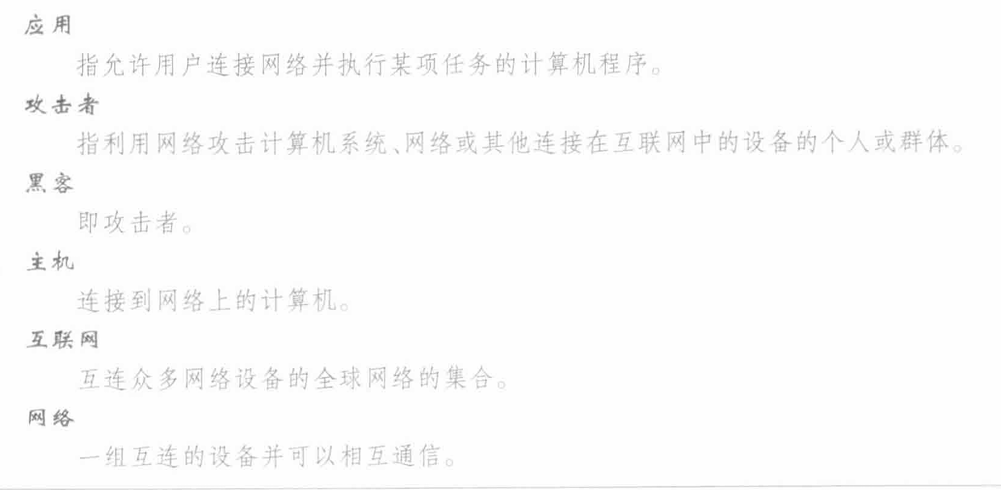 应用
指允许用户连接网络并执行某项任务的计算机程序。
攻击者
指利用网络攻击计算机系统、网络或其他连接在互联网中的设备的个人或群体。
黑客
即攻击者。
主机
连接到网络上的计算机。
互联网
互连众多网络设备的全球网络的集合。
网络
一组互连的设备并可以相互通信。